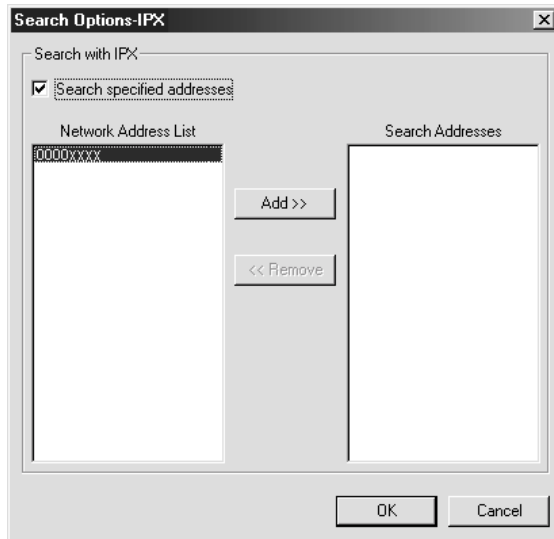 Search Options-IPX
Search with IPX
Search specified addresses
Network Address List
Search Addresses
0000xxxx
Add >>
<< Remove
OK
Cancel